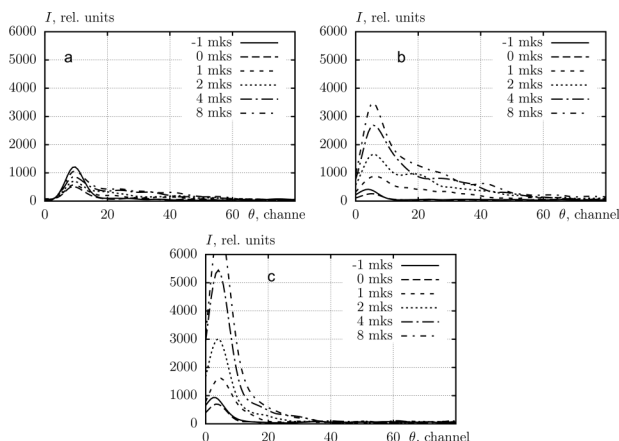 I, rel. units
6000
5000
4000
3000
2000
1000
0
a
-1 mks
0 mks
1 mks
2 mks
4 mks
8 mks
0 20 40 60 θ, channe
I, rel. units
6000
5000
4000
3000
2000
1000
0
b
-1 mks
0 mks
1 mks
2 mks
4 mks
8 mks
0 20 40 60 θ, channel
I, rel. units
6000
5000
4000
3000
2000
1000
0
c
-1 mks
0 mks
1 mks
2 mks
4 mks
8 mks
0 20 40 60 θ, channel